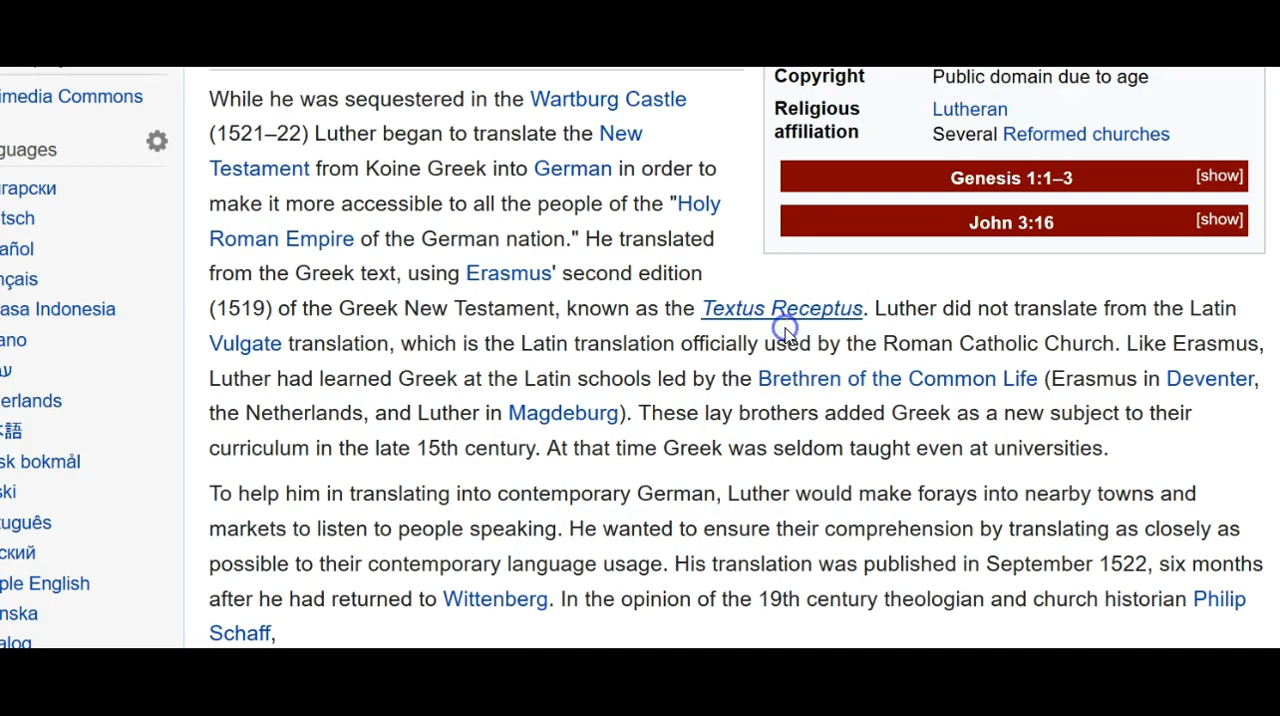 imedia Commons
guages
гарски
tsch
añol
nçais
asa Indonesia
ano
erlands
sk bokmål
ski
tuguês
ский
ple English
nska
While he was sequestered in the Wartburg Castle
(1521–22) Luther began to translate the New
Testament from Koine Greek into German in order to
make it more accessible to all the people of the "Holy
Roman Empire of the German nation." He translated
from the Greek text, using Erasmus' second edition
(1519) of the Greek New Testament, known as the Textus Receptus. Luther did not translate from the Latin
Vulgate translation, which is the Latin translation officially used by the Roman Catholic Church. Like Erasmus,
Luther had learned Greek at the Latin schools led by the Brethren of the Common Life (Erasmus in Deventer,
the Netherlands, and Luther in Magdeburg). These lay brothers added Greek as a new subject to their
curriculum in the late 15th century. At that time Greek was seldom taught even at universities.
To help him in translating into contemporary German, Luther would make forays into nearby towns and
markets to listen to people speaking. He wanted to ensure their comprehension by translating as closely as
possible to their contemporary language usage. His translation was published in September 1522, six months
after he had returned to Wittenberg. In the opinion of the 19th century theologian and church historian Philip
Schaff,
Copyright Public domain due to age
Religious affiliation Lutheran
Several Reformed churches
Genesis 1:1–3 [show]
John 3:16 [show]